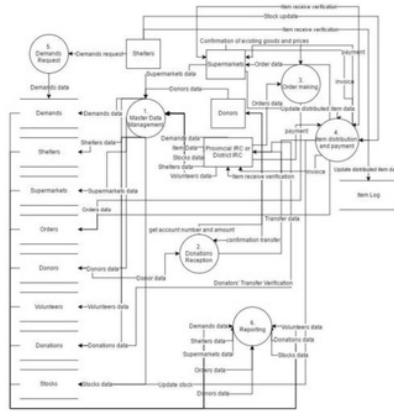 Item receive verification
Stock update
Item receive verification
Confirmation of existing goods and prices
payment
5.
Demands
Request
Demands request
Shelters
Supermarkets
Order data
Supermarkets data
invoice
3.
Order making
Demands data
Donors data
Orders data
Update distributed item data
Demands
Demands data
1.
Master Data
Management
Donors
payment
4.
Item distribution
and payment
Shelters data
Demands data
Item Data
Stocks data
Shelters data
Volunteers data
Provincial IRC or
District IRC
Shelters
Item receive verification
invoice
Update distributed item data
Supermarkets
Supermarkets data
Item Log
Orders data
Transfer data
Orders
get account number and amount
confirmation transfer
2.
Donations
Reception
Donors
Donors data
Donor data
Donators' Transfer Verification
Volunteers
Volunteers data
Demands data
6.
Reporting
Volunteers data
Donations
Donations data
Shelters data
Donations data
Supermarkets data
Stocks data
Orders data
Stocks
Stocks data
Update stock
Donors data